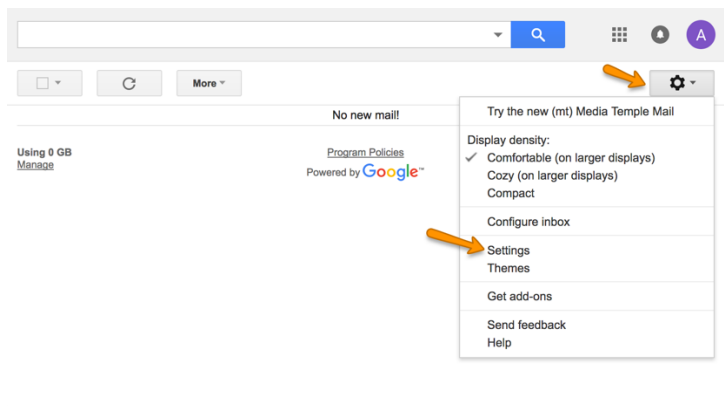 A
More
No new mail!
Using 0 GB
Manage
Program Policies
Powered by Google™
Try the new (mt) Media Temple Mail
Display density:
Comfortable (on larger displays)
Cozy (on larger displays)
Compact
Configure inbox
Settings
Themes
Get add-ons
Send feedback
Help